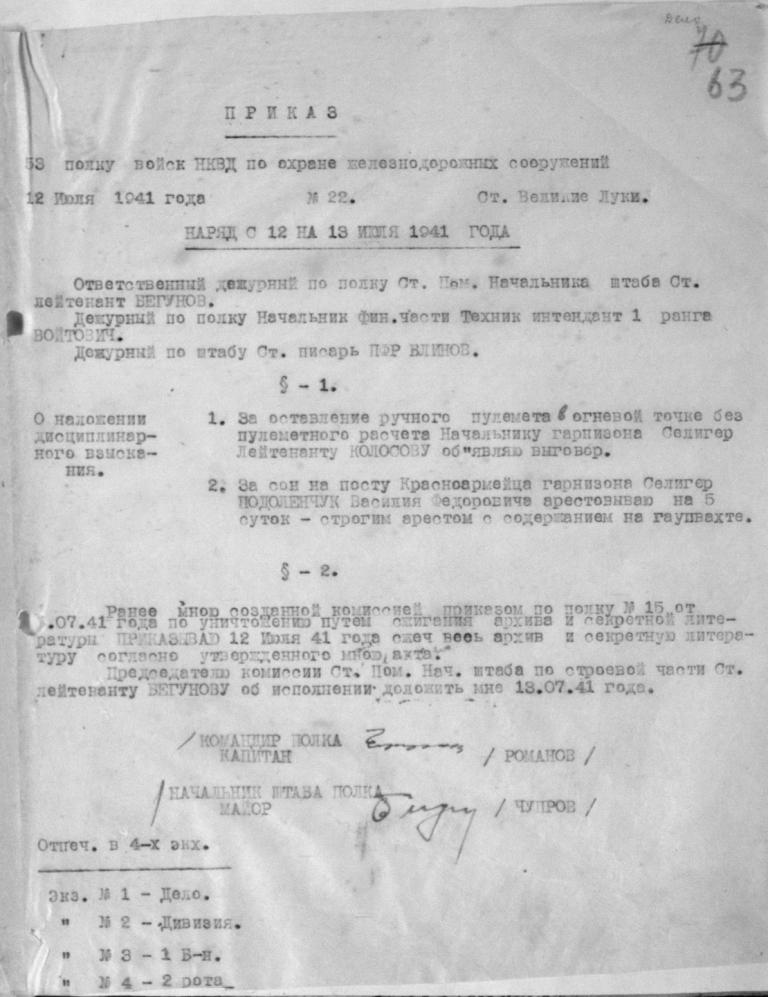 Дело
70
63
ПРИКАЗ
53 полку войск НКВД по охране железнодорожных сооружений
12 Июля 1941 года № 22. Ст. Великие Луки.
НАРЯД С 12 НА 13 ИЮЛЯ 1941 ГОДА
Ответственный дежурный по полку Ст. Пом. Начальника штаба Ст.
лейтенант БЕГУНОВ.
Дежурный по полку Начальник фин.части Техник интендант 1 ранга
ВОЙТОВИЧ.
Дежурный по штабу Ст. писарь ПФР БЛИНОВ.
§ - 1.
О наложении
дисциплинар-
ного взыска-
ния.
1. За оставление ручного пулемета в огневой точке без
пулеметного расчета Начальнику гарнизона Селигер
Лейтенанту КОЛОСОВУ об"являю выговор.
2. За сон на посту Красноармейца гарнизона Селигер
ПОДОЛЕНЧУК Василия Федоровича арестовываю на 5
суток - строгим арестом с содержанием на гаупвахте.
§ - 2.
Ранее мною созданной комиссией приказом по полку № 15 от
.07.41 года по уничтожению путем сжигания архива и секретной лите-
ратуры ПРИКАЗЫВАЮ 12 Июля 41 года сжеч весь архив и секретную литера-
туру согласно утвержденного мною акта.
Председателю комиссии Ст. Пом. Нач. штаба по строевой части Ст.
лейтенанту БЕГУНОВУ об исполнении доложить мне 13.07.41 года.
/ КОМАНДИР ПОЛКА
КАПИТАН / РОМАНОВ /
/ НАЧАЛЬНИК ШТАБА ПОЛКА
МАЙОР / ЧУПРОВ /
Отпеч. в 4-х экх.
Экз. № 1 - Дело.
" № 2 - Дивизия.
" № 3 - 1 Б-н.
" № 4 - 2 рота